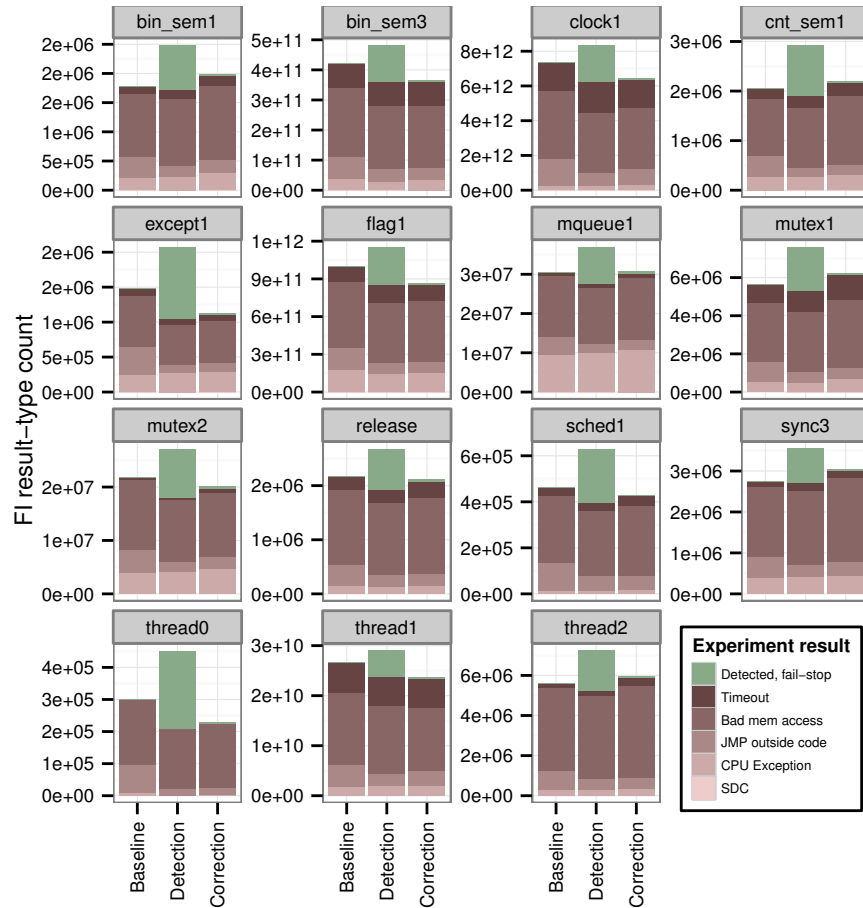 bin_sem1
bin_sem3
clock1
cnt_sem1
2e+06
2e+06
2e+06
1e+06
5e+05
0e+00
5e+11
4e+11
3e+11
2e+11
1e+11
0e+00
8e+12
6e+12
4e+12
2e+12
0e+00
3e+06
2e+06
1e+06
0e+00
except1
flag1
mqueue1
mutex1
2e+06
2e+06
1e+06
5e+05
0e+00
1e+12
9e+11
6e+11
3e+11
0e+00
3e+07
2e+07
1e+07
0e+00
6e+06
4e+06
2e+06
0e+00
FI result-type count
mutex2
release
sched1
sync3
2e+07
1e+07
0e+00
2e+06
1e+06
0e+00
6e+05
4e+05
2e+05
0e+00
3e+06
2e+06
1e+06
0e+00
thread0
thread1
thread2
4e+05
3e+05
2e+05
1e+05
0e+00
3e+10
2e+10
1e+10
0e+00
6e+06
4e+06
2e+06
0e+00
Baseline
Detection
Correction
Baseline
Detection
Correction
Baseline
Detection
Correction
Experiment result
Detected, fail-stop
Timeout
Bad mem access
JMP outside code
CPU Exception
SDC